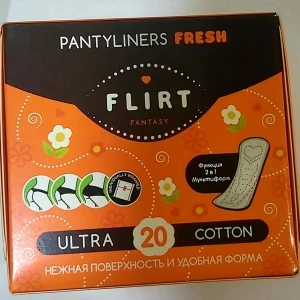 PANTYLINERS FRESH
FLIRT
FANTASY
Функция
2 в 1
Мультиформ
ULTRA 20 COTTON
НЕЖНАЯ ПОВЕРХНОСТЬ И УДОБНАЯ ФОРМА